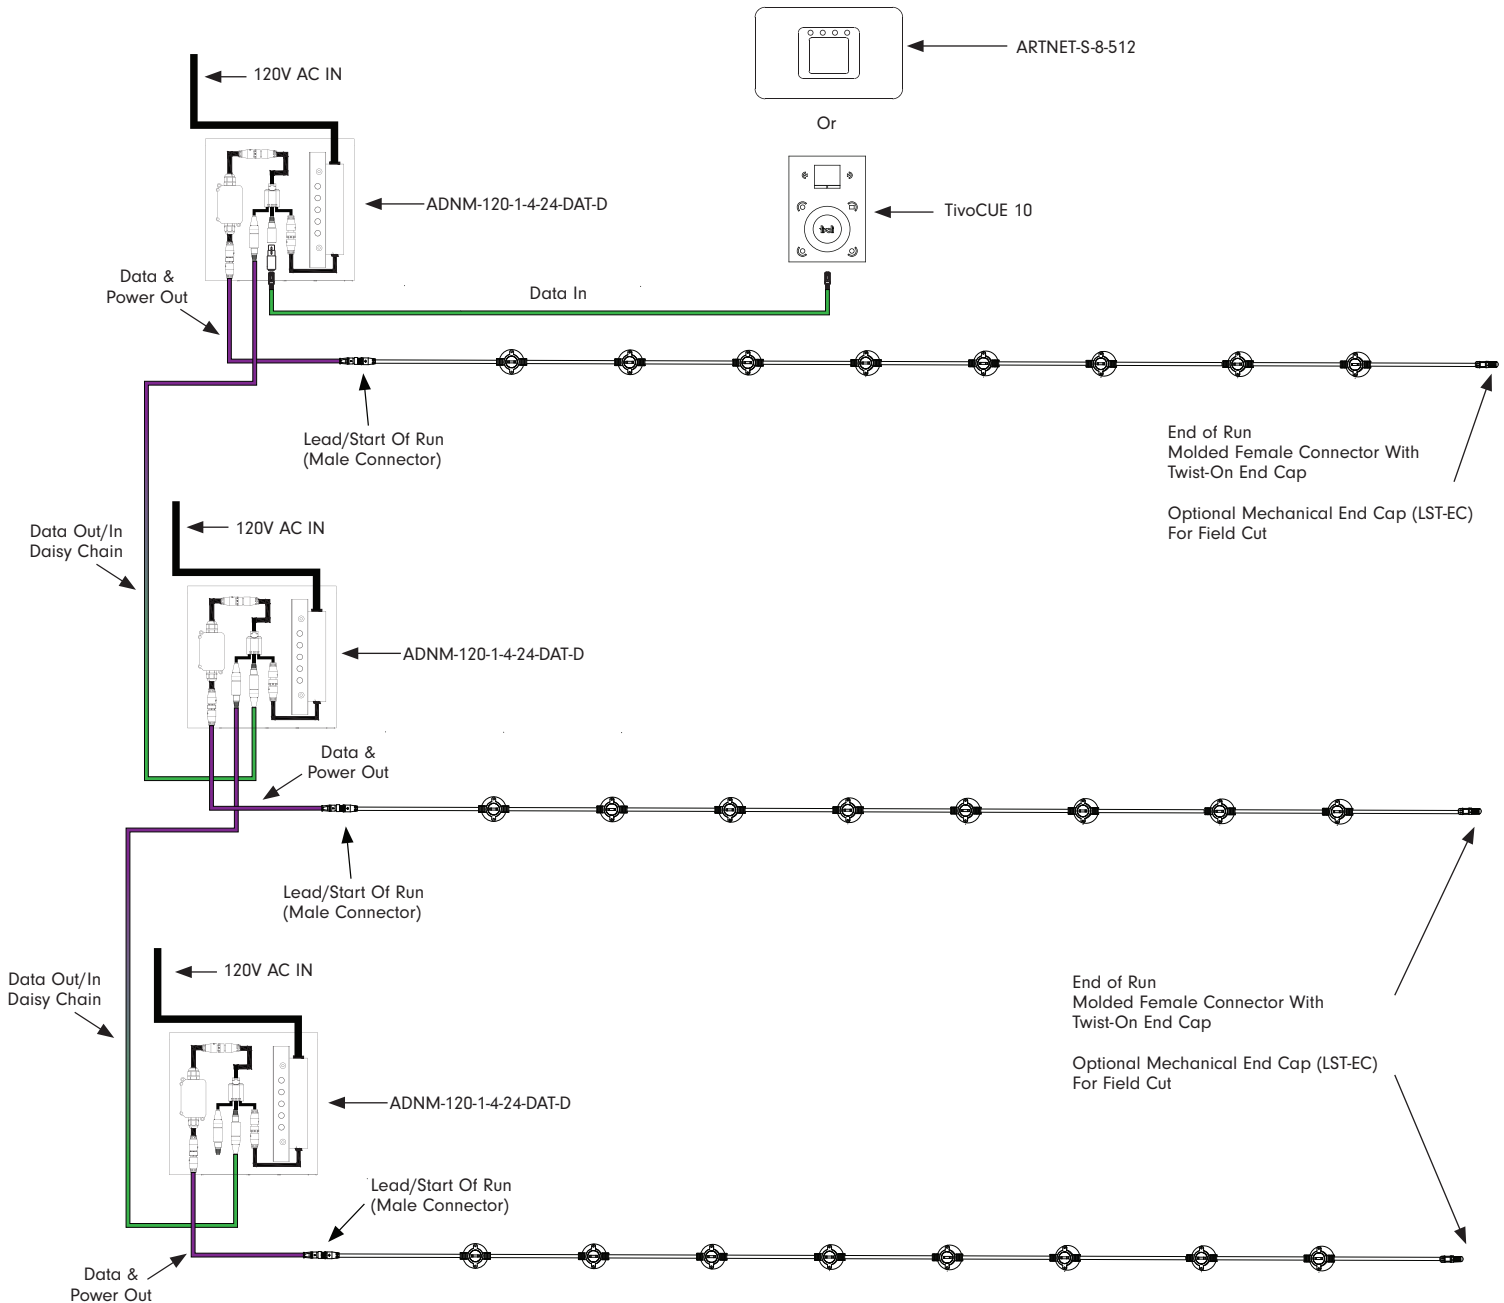 ARTNET-S-8-512
120V AC IN
Or
ADNM-120-1-4-24-DAT-D
TivoCUE 10
Data &
Power Out
Data In
Lead/Start Of Run
(Male Connector)
End of Run
Molded Female Connector With
Twist-On End Cap
Optional Mechanical End Cap (LST-EC)
For Field Cut
Data Out/In
Daisy Chain
120V AC IN
ADNM-120-1-4-24-DAT-D
Data &
Power Out
Lead/Start Of Run
(Male Connector)
Data Out/In
Daisy Chain
120V AC IN
End of Run
Molded Female Connector With
Twist-On End Cap
Optional Mechanical End Cap (LST-EC)
For Field Cut
ADNM-120-1-4-24-DAT-D
Lead/Start Of Run
(Male Connector)
Data &
Power Out